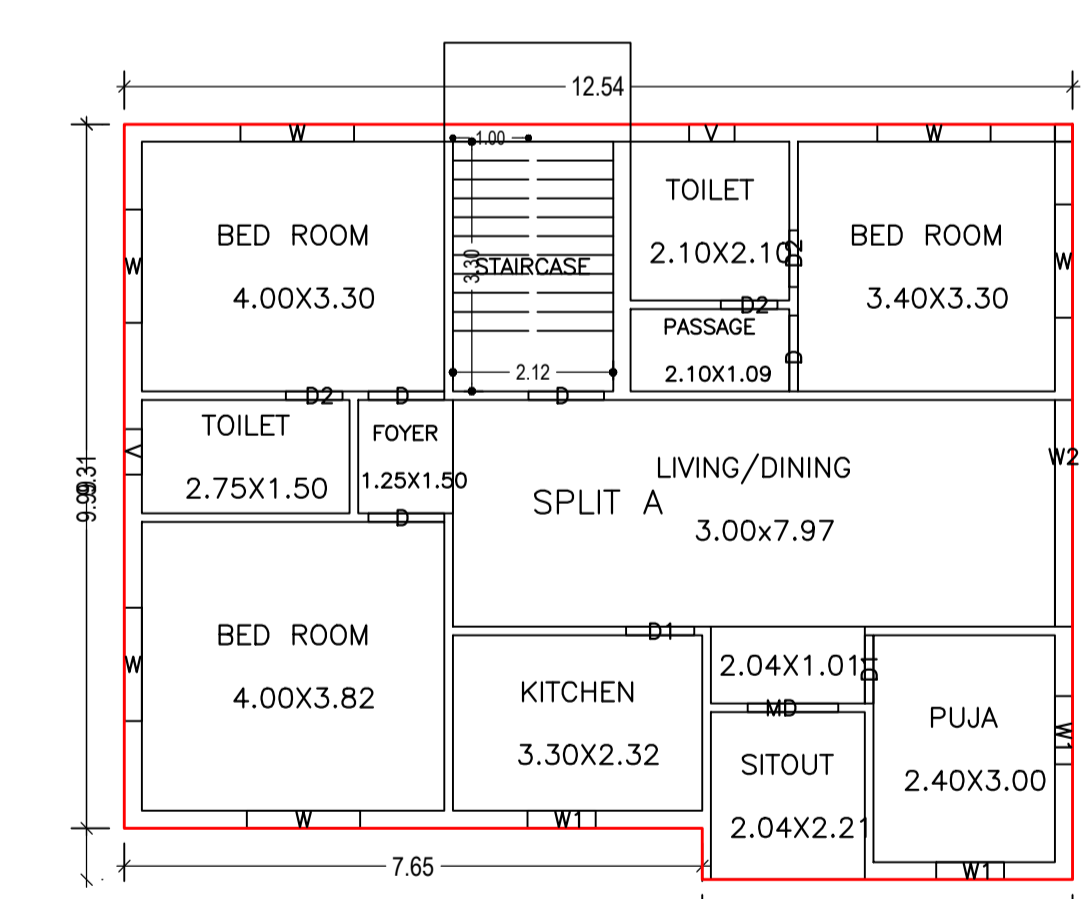 12.54
W
V
W
1.00
TOILET
2.10X2.10
D2
BED ROOM
4.00X3.30
W
3.30
STAIRCASE
BED ROOM
3.40X3.30
W
D2
PASSAGE
2.10X1.09
D
2.12
D2
D
D
TOILET
2.75X1.50
V
FOYER
1.25X1.50
D
LIVING/DINING
3.00x7.97
SPLIT A
W2
BED ROOM
4.00X3.82
W
D1
KITCHEN
3.30X2.32
2.04X1.01
D1
MD
SITOUT
2.04X2.21
PUJA
2.40X3.00
W1
W
W1
W1
7.65